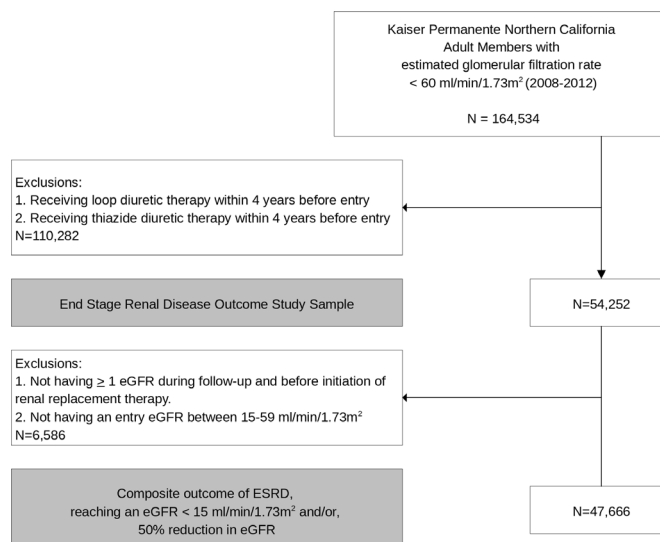 Kaiser Permanente Northern California
Adult Members with
estimated glomerular filtration rate
< 60 ml/min/1.73m² (2008-2012)
N = 164,534
Exclusions:
1. Receiving loop diuretic therapy within 4 years before entry
2. Receiving thiazide diuretic therapy within 4 years before entry
N=110,282
End Stage Renal Disease Outcome Study Sample
N=54,252
Exclusions:
1. Not having ≥ 1 eGFR during follow-up and before initiation of
renal replacement therapy.
2. Not having an entry eGFR between 15-59 ml/min/1.73m²
N=6,586
Composite outcome of ESRD,
reaching an eGFR < 15 ml/min/1.73m² and/or,
50% reduction in eGFR
N=47,666